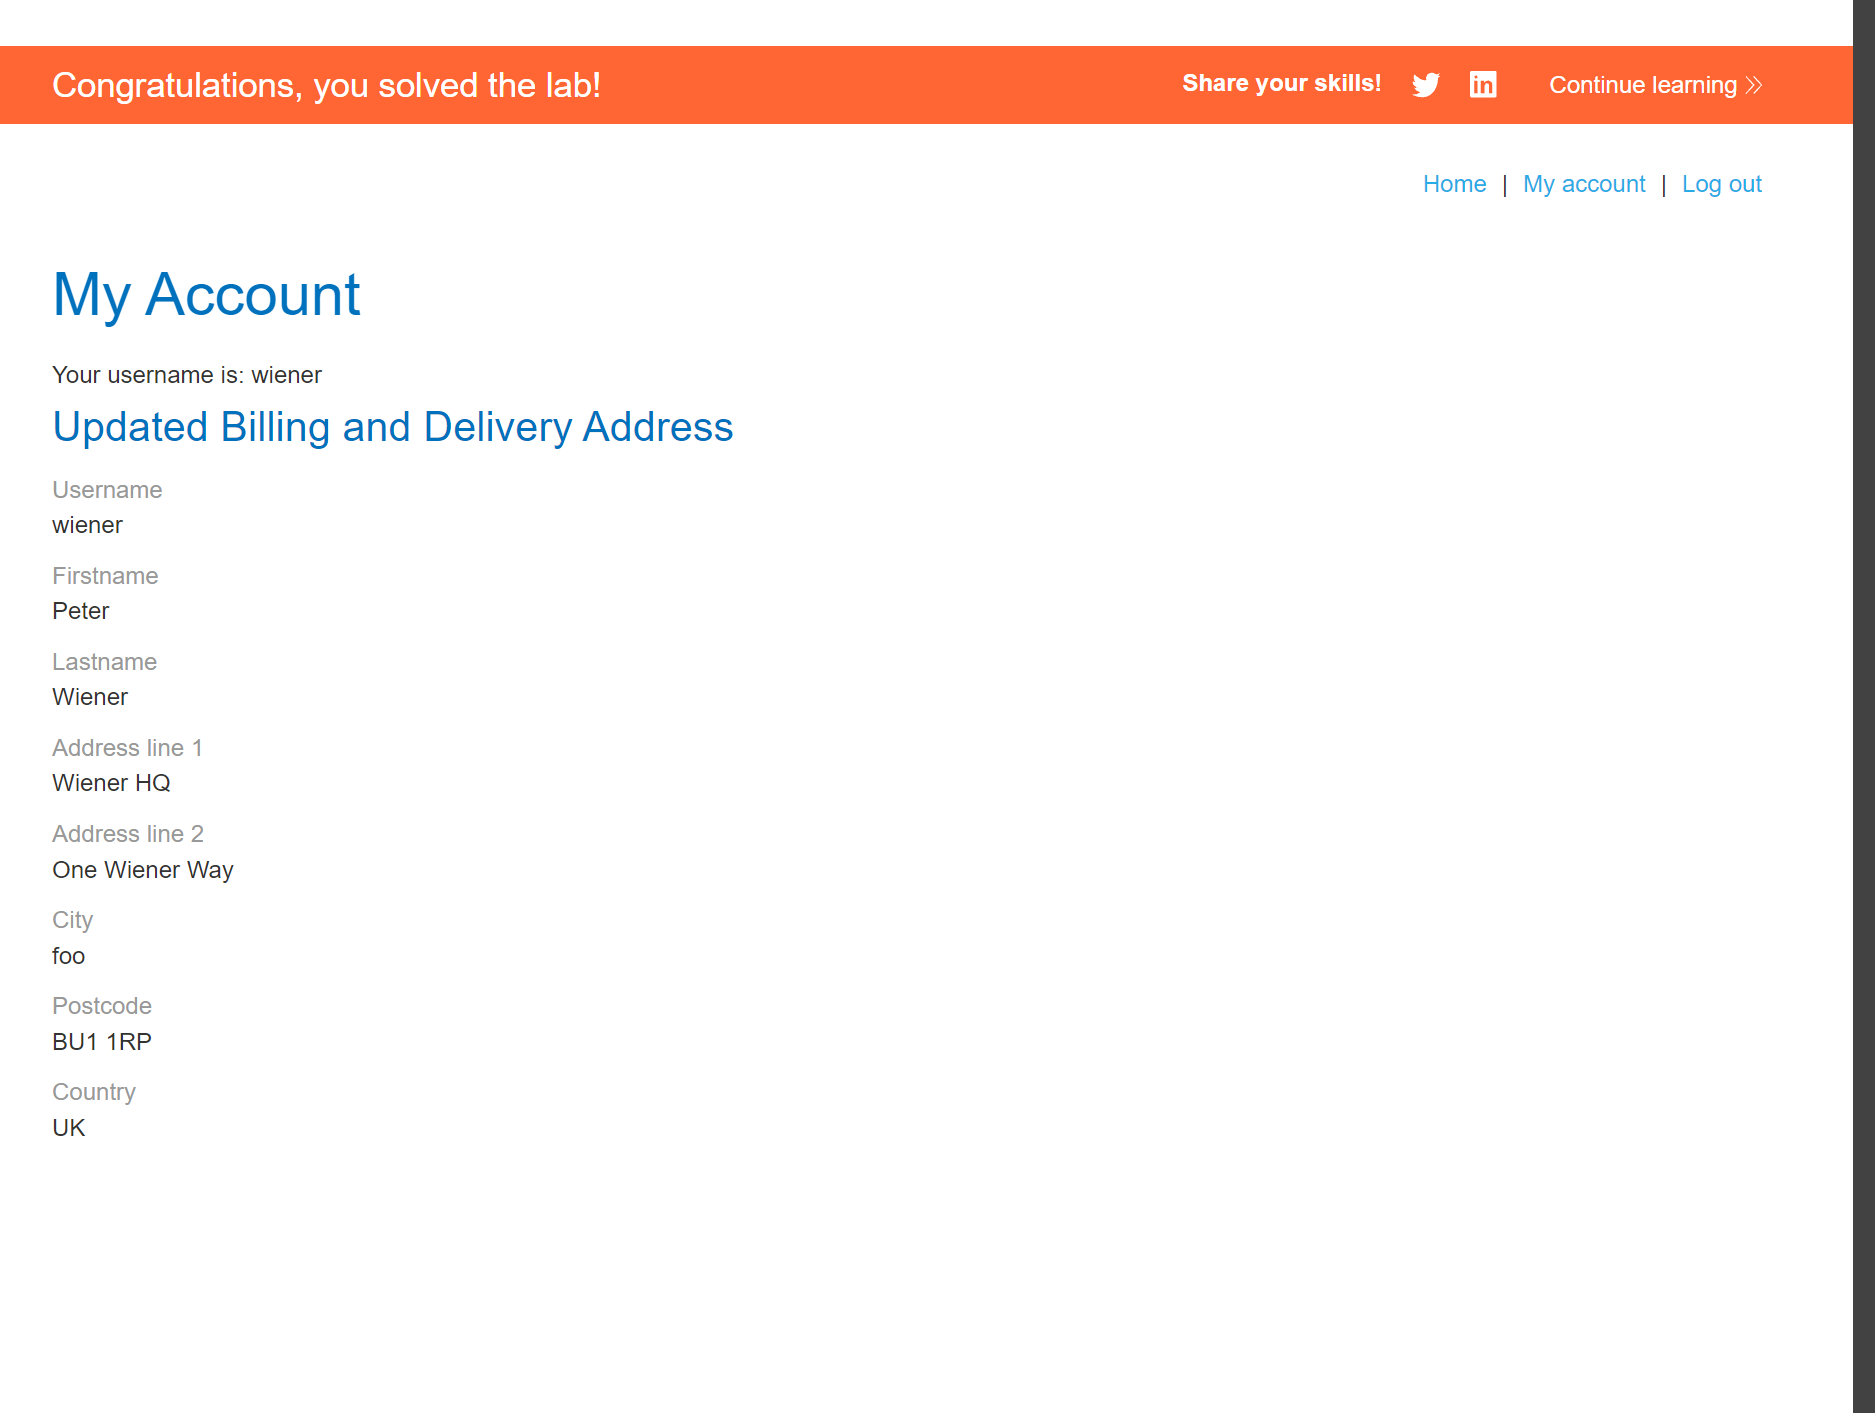 Congratulations, you solved the lab!
Share your skills!
Continue learning
Home | My account | Log out
My Account
Your username is: wiener
Updated Billing and Delivery Address
Username
wiener
Firstname
Peter
Lastname
Wiener
Address line 1
Wiener HQ
Address line 2
One Wiener Way
City
foo
Postcode
BU1 1RP
Country
UK